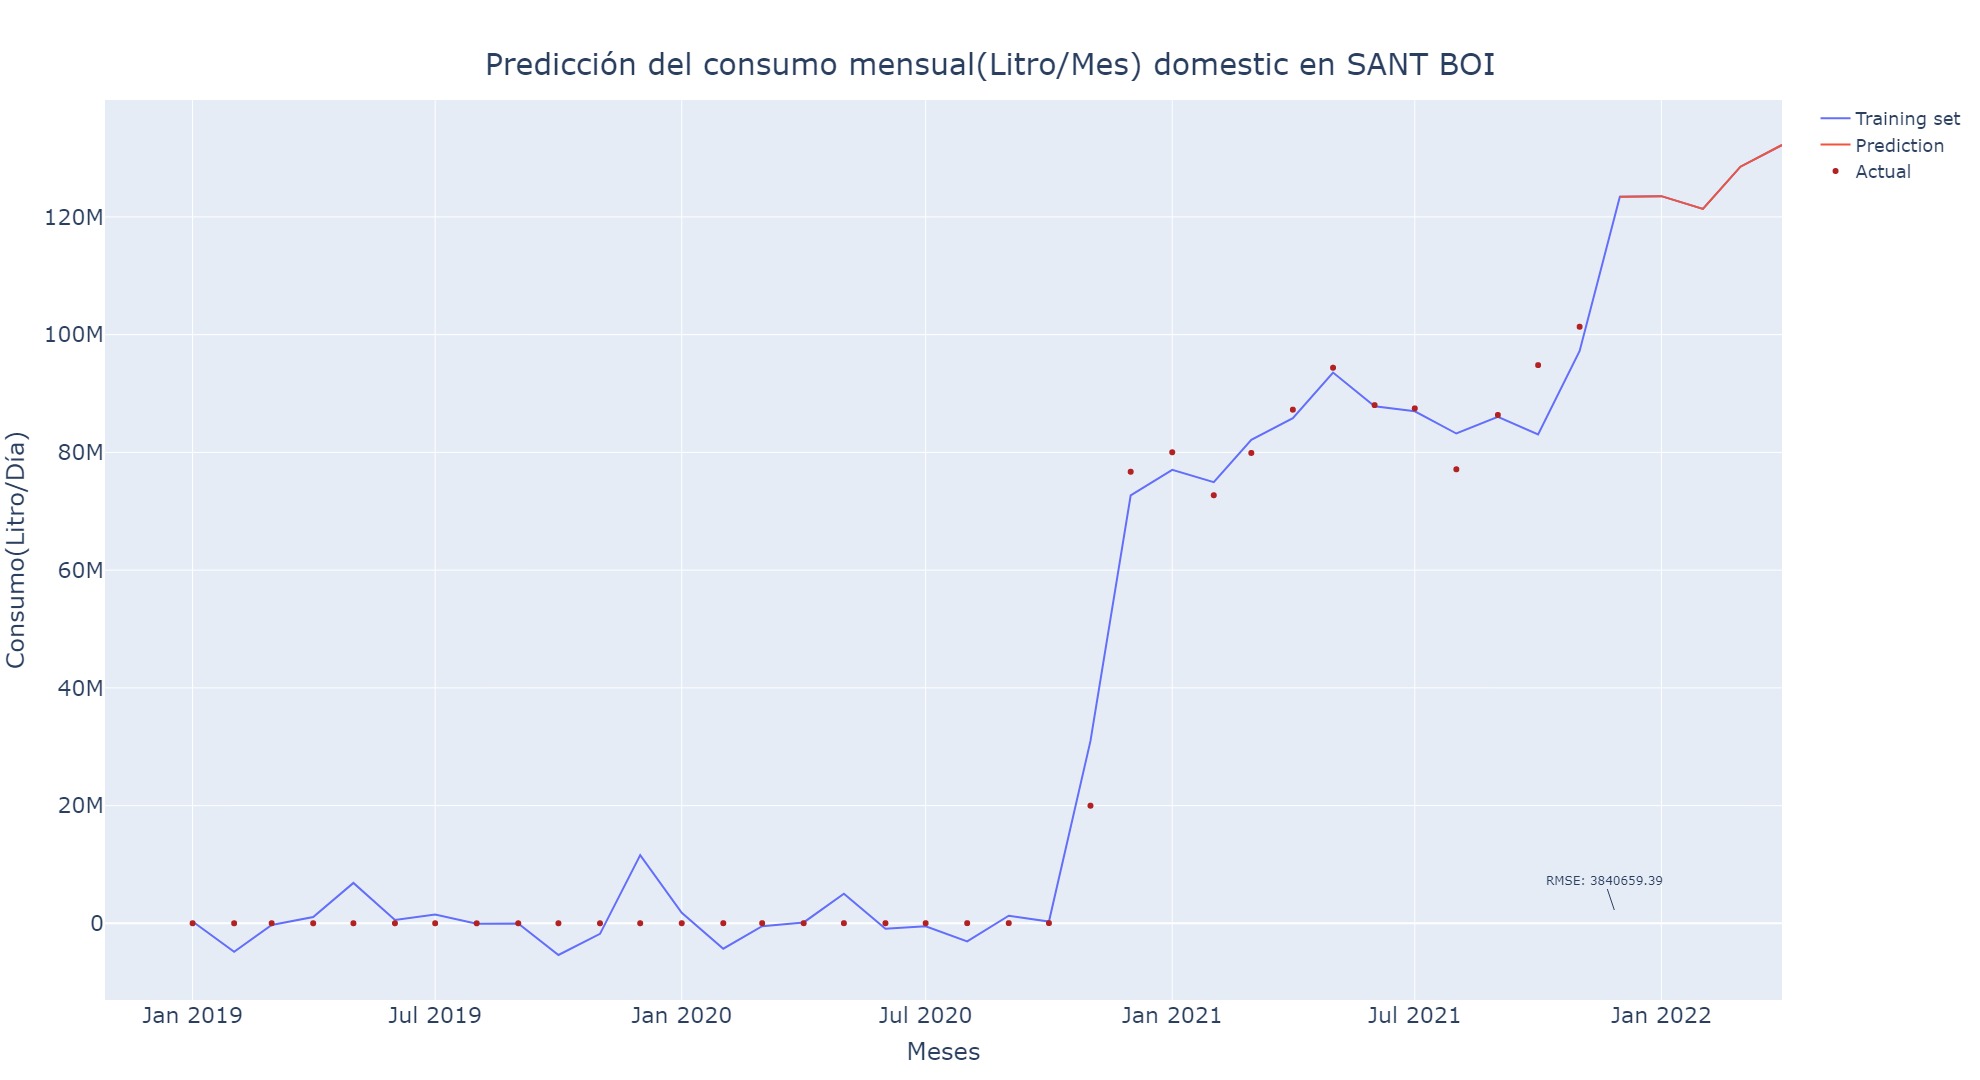 Predicción del consumo mensual(Litro/Mes) domestic en SANT BOI
Training set
Prediction
Actual
Consumo(Litro/Día)
120M
100M
80M
60M
40M
20M
0
RMSE: 3840659.39
Jan 2019
Jul 2019
Jan 2020
Jul 2020
Jan 2021
Jul 2021
Jan 2022
Meses